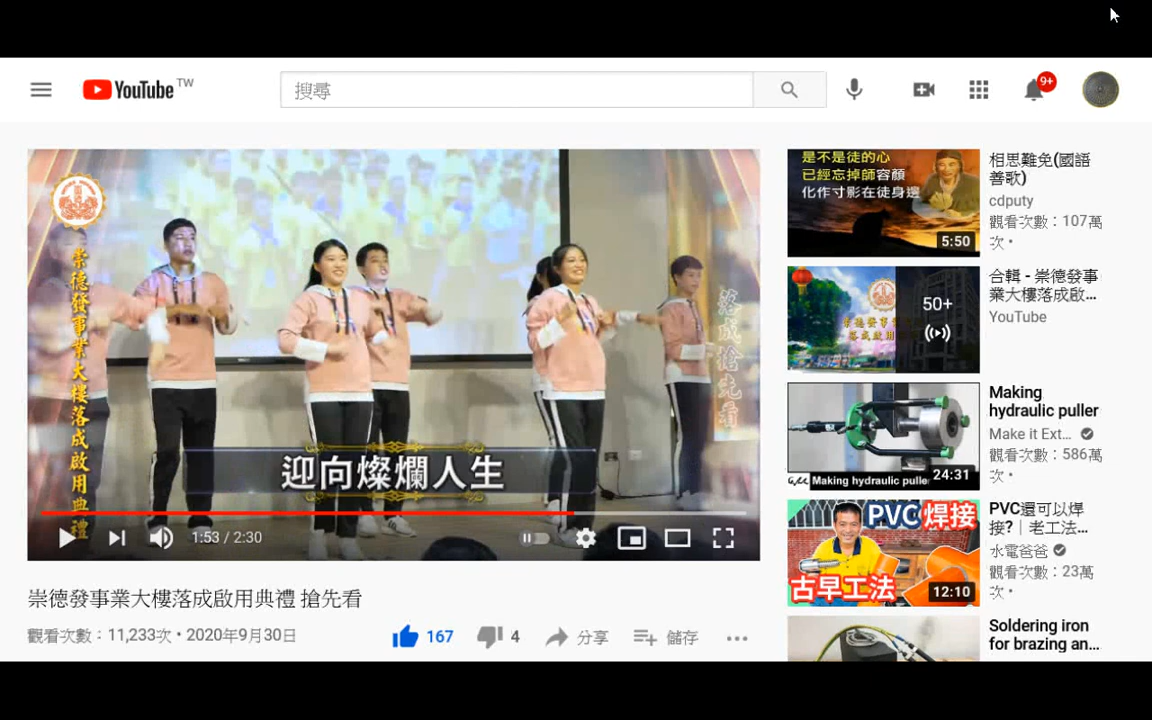 YouTube TW
搜尋
9+
崇德發事業大樓落成啟用典禮
落成搶先看
迎向燦爛人生
1:53 / 2:30
崇德發事業大樓落成啟用典禮 搶先看
觀看次數：11,233次 • 2020年9月30日
167
4
分享
儲存
是不是徒的心
已經忘掉師容顏
化作寸影在徒身邊
5:50
相思難免(國語
善歌)
cdputy
觀看次數：107萬
次 •
50+
合輯 - 崇德發事
業大樓落成啟...
YouTube
Making hydraulic pulle
24:31
Making
hydraulic puller
Make it Ext...
觀看次數：586萬
次 •
PVC焊接
古早工法
12:10
PVC還可以焊
接?｜老工法...
水電爸爸
觀看次數：23萬
次 •
Soldering iron
for brazing an...